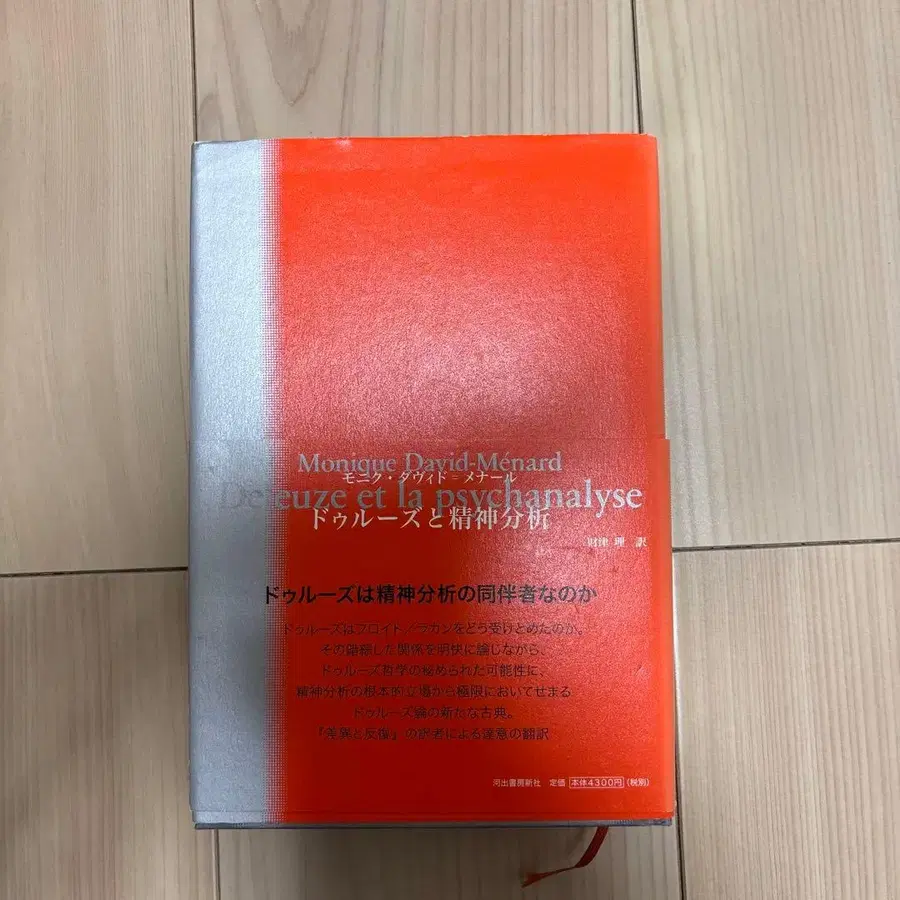 Monique David-Ménard
モニク・ダヴィド＝メナール
Deleuze et la psychanalyse
ドゥルーズと精神分析
財津 理 訳
ドゥルーズは精神分析の同伴者なのか
ドゥルーズはフロイト／ラカンをどう受けとめたのか。
その錯綜した関係を明快に論じながら、
ドゥルーズ哲学の秘められた可能性に、
精神分析の根本的立場から極限においてせまる
ドゥルーズ論の新たな古典。
『差異と反復』の訳者による達意の翻訳
河出書房新社 定価 本体4300円（税別）